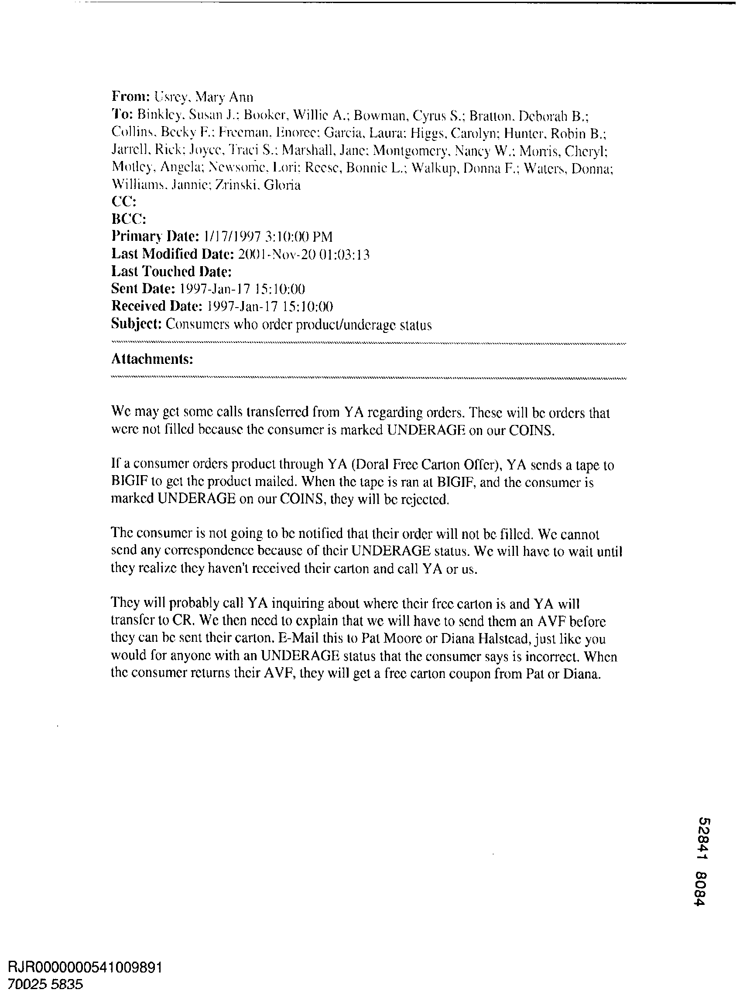 From: Usrey, Mary Ann
To: Binkley, Susan J.; Booker, Willie A.; Bowman, Cyrus S.; Bratton, Deborah B.;
Collins, Becky F.; Freeman, Enoree; Garcia, Laura; Higgs, Carolyn; Hunter, Robin B.;
Jarrell, Rick; Joyce, Traci S.; Marshall, Jane; Montgomery, Nancy W.; Morris, Cheryl;
Motley, Angela; Newsome, Lori; Reese, Bonnie L.; Walkup, Donna F.; Waters, Donna;
Williams, Jannie; Zrinski, Gloria
CC:
BCC:
Primary Date: 1/17/1997 3:10:00 PM
Last Modified Date: 2001-Nov-20 01:03:13
Last Touched Date:
Sent Date: 1997-Jan-17 15:10:00
Received Date: 1997-Jan-17 15:10:00
Subject: Consumers who order product/underage status
Attachments:
We may get some calls transferred from YA regarding orders. These will be orders that
were not filled because the consumer is marked UNDERAGE on our COINS.
If a consumer orders product through YA (Doral Free Carton Offer), YA sends a tape to
BIGIF to get the product mailed. When the tape is ran at BIGIF, and the consumer is
marked UNDERAGE on our COINS, they will be rejected.
The consumer is not going to be notified that their order will not be filled. We cannot
send any correspondence because of their UNDERAGE status. We will have to wait until
they realize they haven't received their carton and call YA or us.
They will probably call YA inquiring about where their free carton is and YA will
transfer to CR. We then need to explain that we will have to send them an AVF before
they can be sent their carton. E-Mail this to Pat Moore or Diana Halstead, just like you
would for anyone with an UNDERAGE status that the consumer says is incorrect. When
the consumer returns their AVF, they will get a free carton coupon from Pat or Diana.
52841 8084
RJR0000000541009891
70025 5835